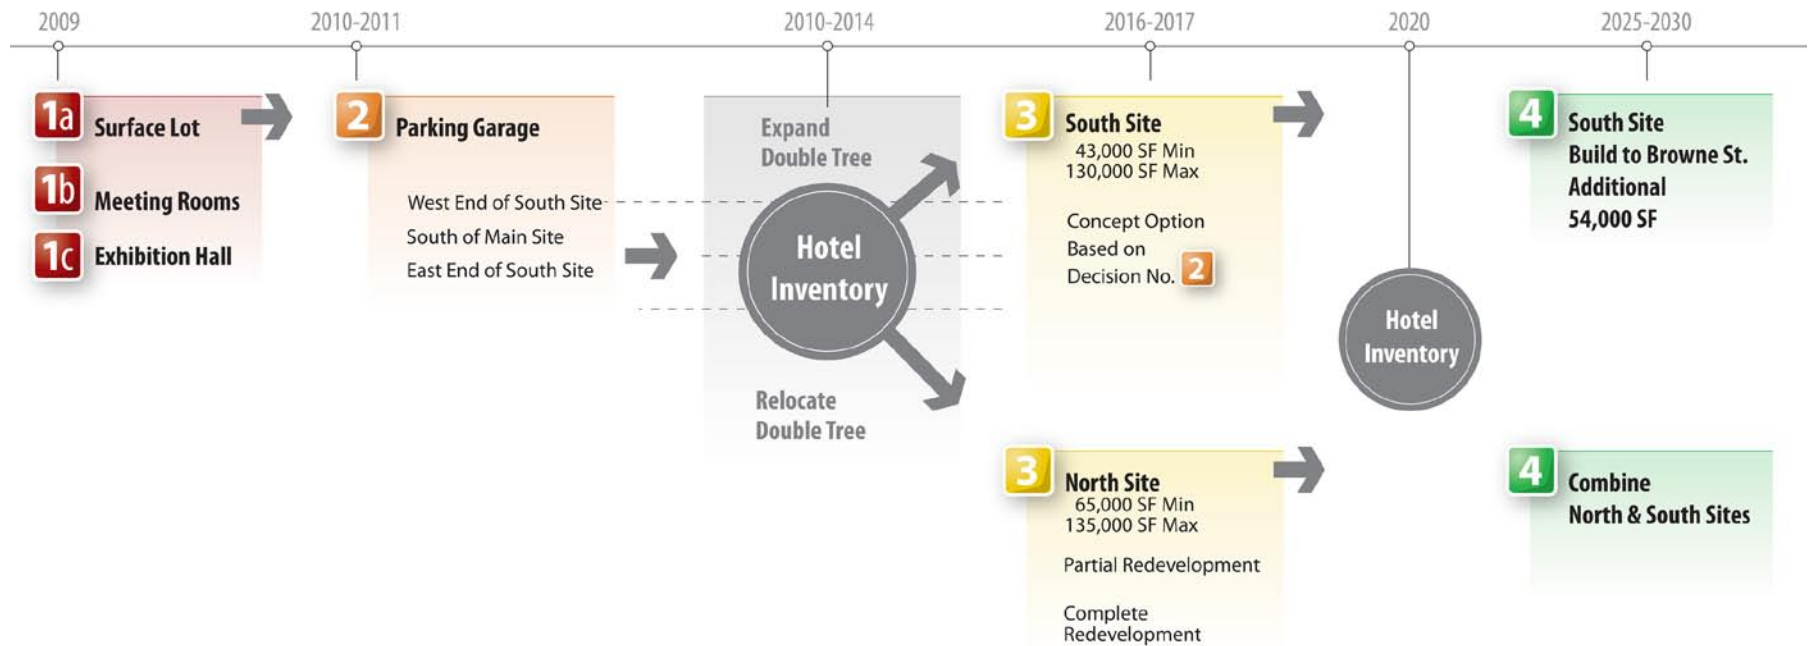 2009
2010-2011
2010-2014
2016-2017
2020
2025-2030
1a Surface Lot
1b Meeting Rooms
1c Exhibition Hall
2 Parking Garage
West End of South Site
South of Main Site
East End of South Site
Expand
Double Tree
Hotel
Inventory
Relocate
Double Tree
3 South Site
43,000 SF Min
130,000 SF Max
Concept Option
Based on
Decision No. 2
3 North Site
65,000 SF Min
135,000 SF Max
Partial Redevelopment
Complete
Redevelopment
Hotel
Inventory
4 South Site
Build to Browne St.
Additional
54,000 SF
4 Combine
North & South Sites